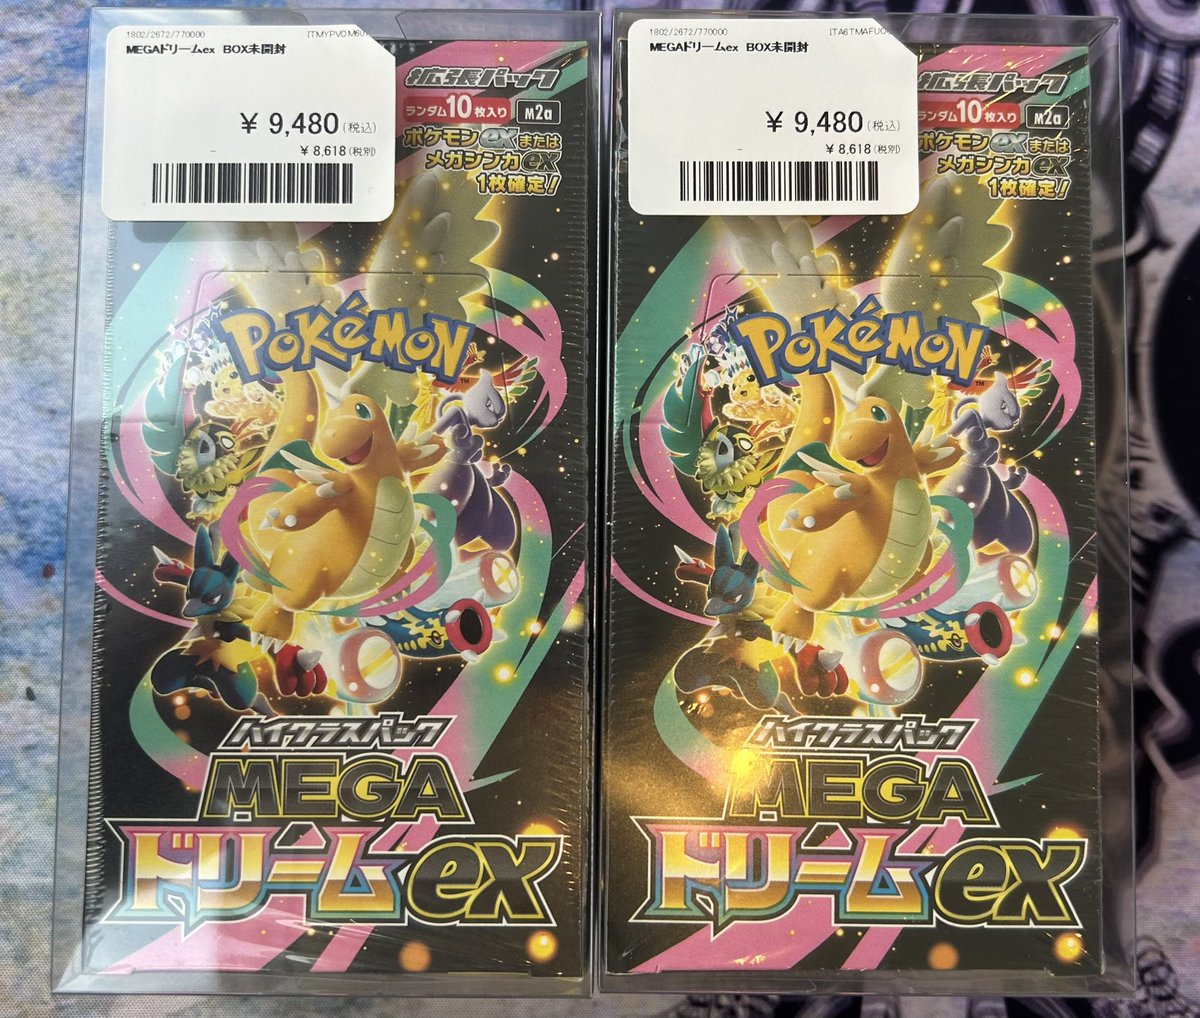 1802/2672/770000
MEGAドリームex BOX未開封
¥ 9,480(税込)
¥ 8,618(税別)
拡張パック
ランダム10枚入り M2a
ポケモンexまたは
メガシンカex
1枚確定!
POKéMON
TM
ハイクラスパック
MEGA
ドリームex
1802/2672/770000
MEGAドリームex BOX未開封
¥ 9,480(税込)
¥ 8,618(税別)
拡張パック
ランダム10枚入り M2a
ポケモンexまたは
メガシンカex
1枚確定!
POKéMON
TM
ハイクラスパック
MEGA
ドリームex